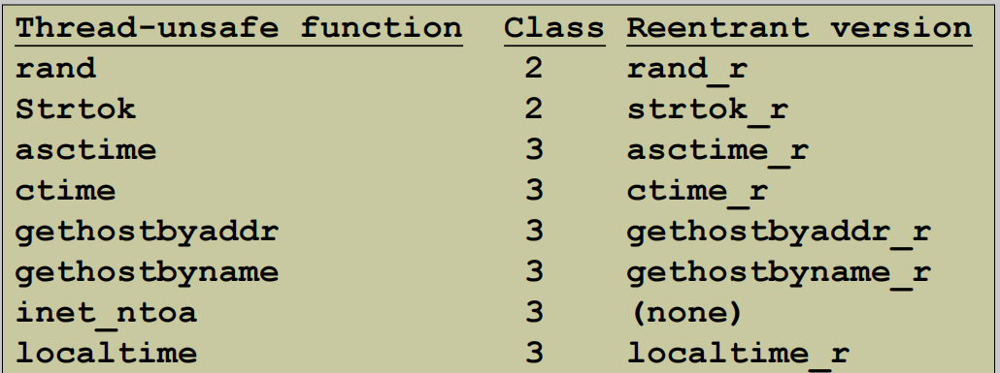 Thread-unsafe function Class Reentrant version
rand 2 rand_r
Strtok 2 strtok_r
asctime 3 asctime_r
ctime 3 ctime_r
gethostbyaddr 3 gethostbyaddr_r
gethostbyname 3 gethostbyname_r
inet_ntoa 3 (none)
localtime 3 localtime_r